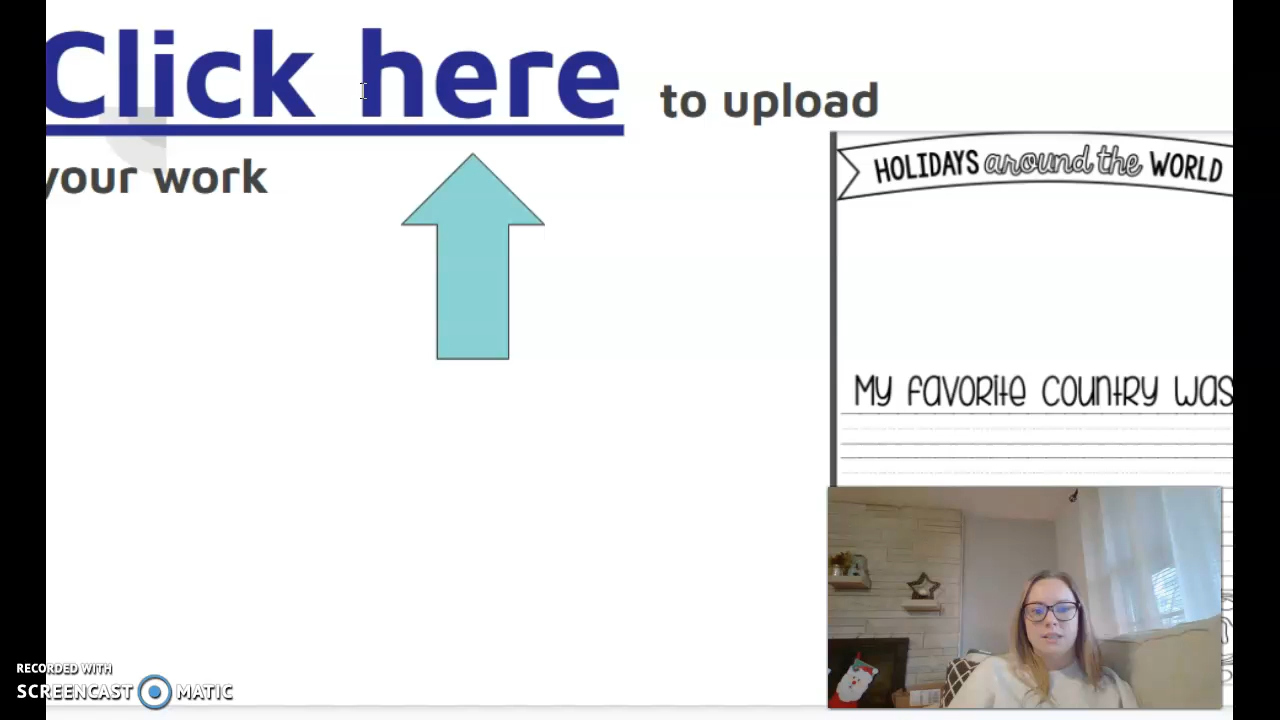 Click here to upload
your work
HOLIDAYS around the WORLD
My favorite country was
RECORDED WITH
SCREENCAST MATIC